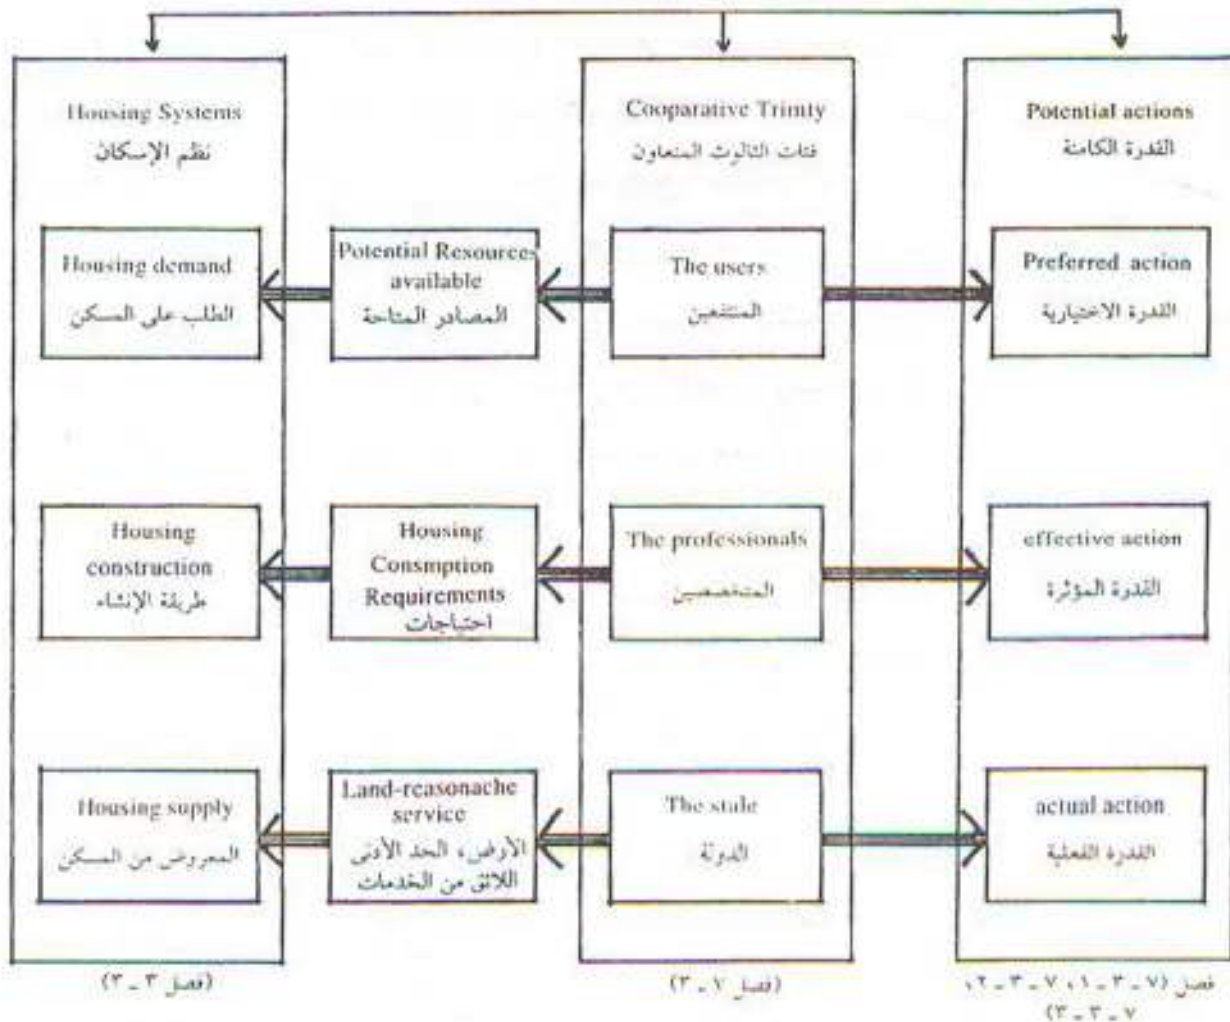 Housing Systems
نظم الإسكان
Cooparative Trinity
فئات الثالوث المتعاون
Potential actions
القدرة الكامنة
Housing demand
الطلب على المسكن
Potential Resources
available
المصادر المتاحة
The users
المنتفعين
Preferred action
القدرة الاختيارية
Housing
construction
طريقة الإنشاء
Housing
Consmption
Requirements
احتياجات
The professionals
المتخصصين
effective action
القدرة المؤثرة
Housing supply
المعروض من المسكن
Land-reasonache
service
الأرض، الحد الأدنى
اللائق من الخدمات
The state
الدولة
actual action
القدرة الفعلية
(فصل ٣ - ٣)
(فصل ٧ - ٣)
فصل (٧ - ٣ - ١، ٧ - ٣ - ٢،
٧ - ٣ - ٣)